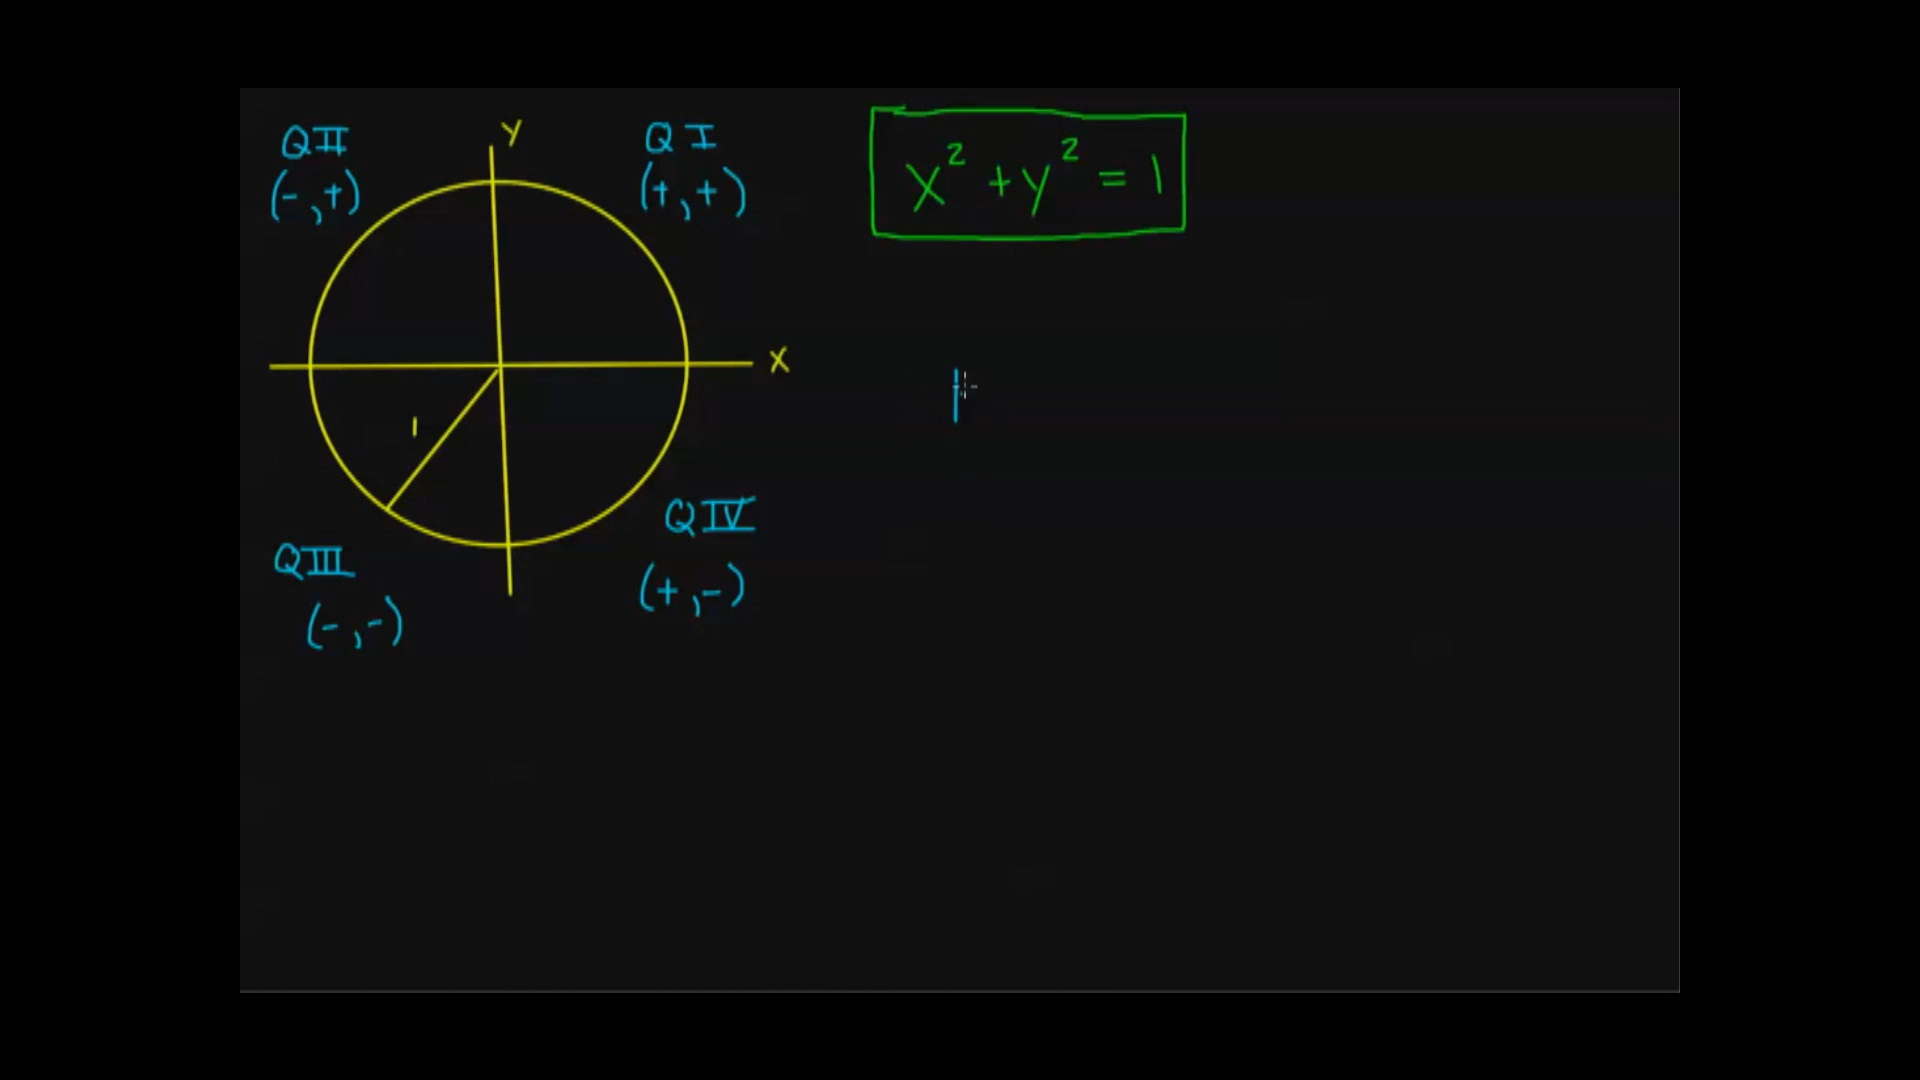 QII
(-,+)
y
QI
(+,+)
x² + y² = 1
x
1
QIII
(-,-)
QIV
(+,-)